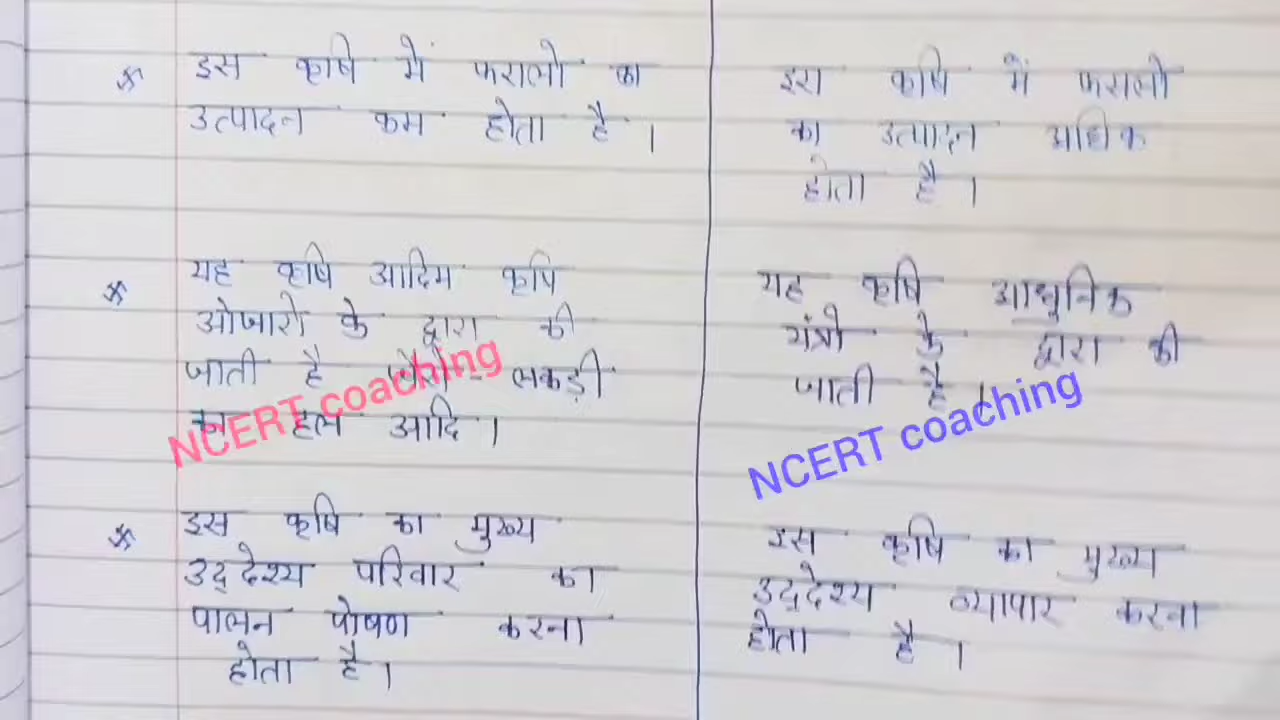 इस कृषि में फसलो का
उत्पादन कम होता है ।
यह कृषि आदिम कृषि
ओजारो के द्वारा की
जाती है जैसे - लकड़ी
का हल आदि ।
इस कृषि का मुख्य
उद्देश्य परिवार का
पालन पोषण करना
होता है ।
इस कृषि में फसलो
का उत्पादन अधिक
होता है ।
यह कृषि आधुनिक
यंत्रो के द्वारा की
जाती है ।
इस कृषि का मुख्य
उद्देश्य व्यापार करना
होता है ।
NCERT coaching
NCERT coaching